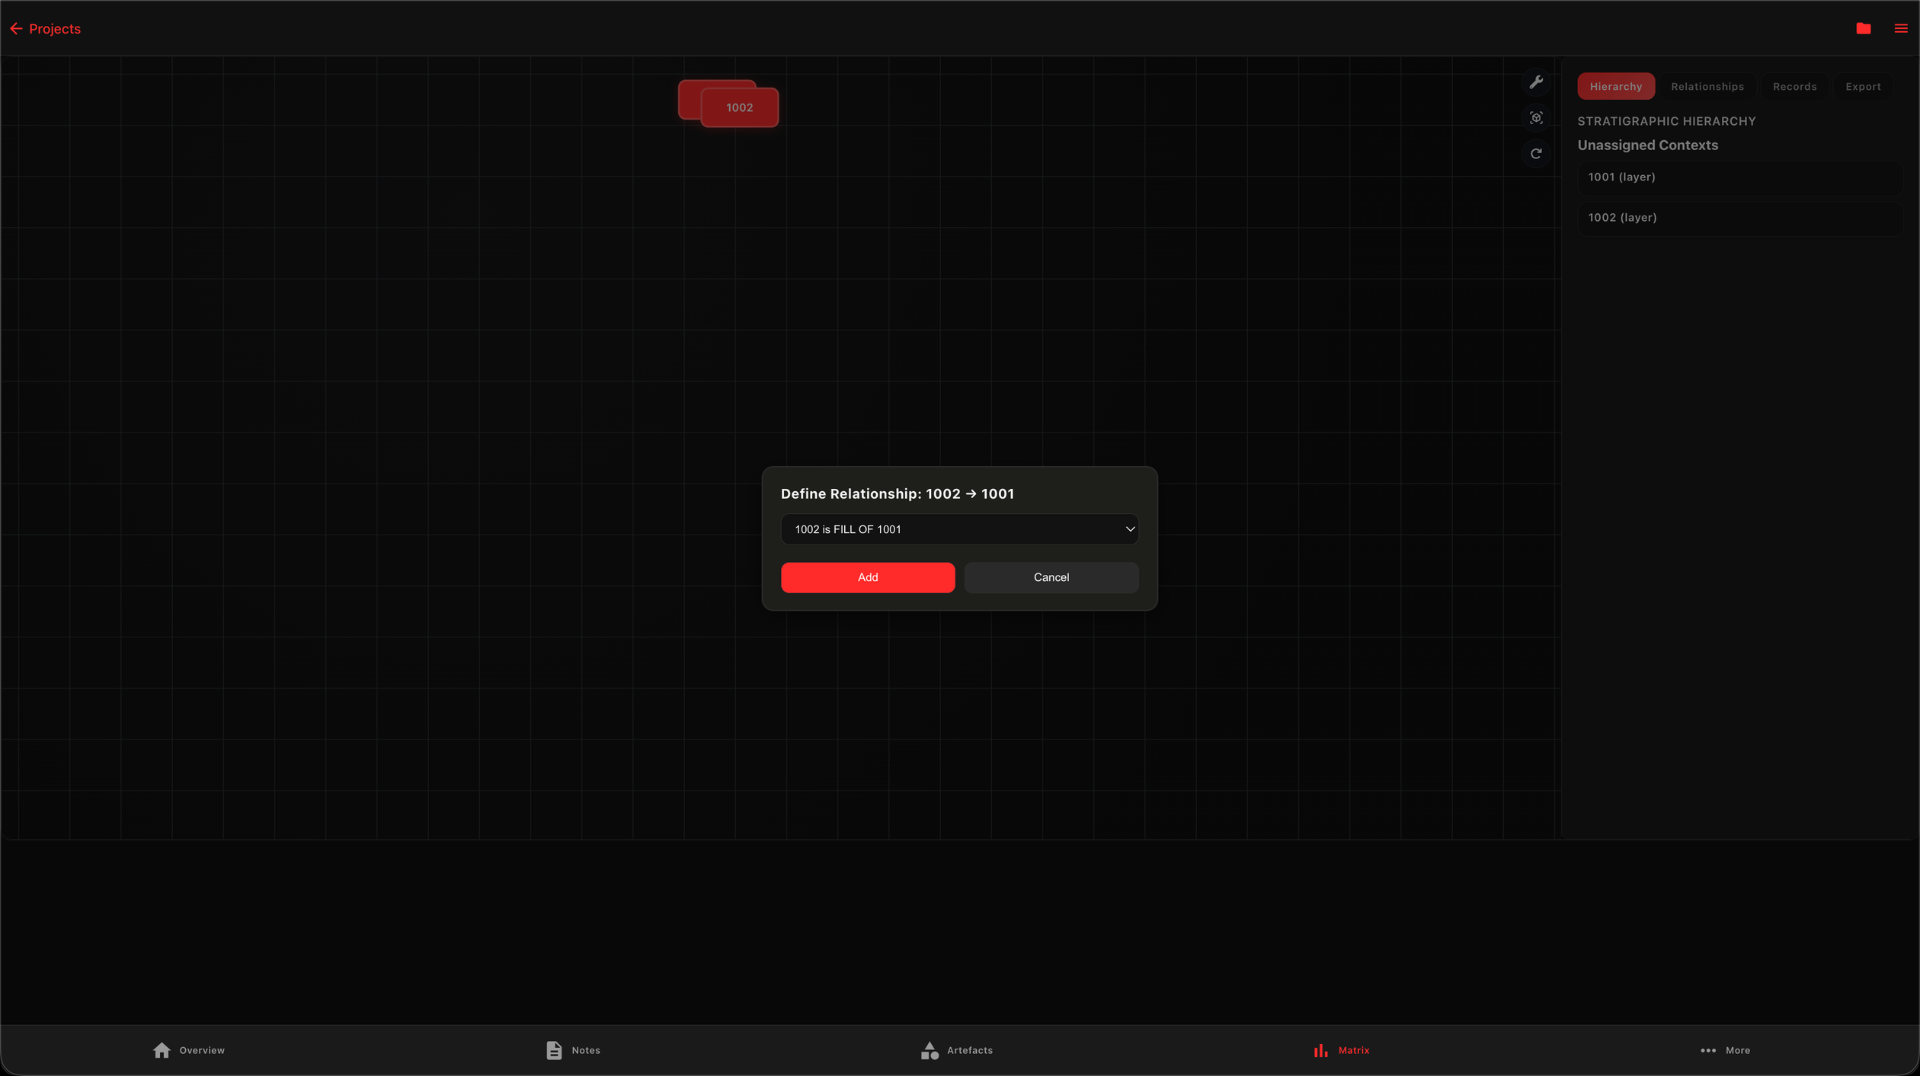 Projects
1002
Hierarchy
Relationships
Records
Export
STRATIGRAPHIC HIERARCHY
Unassigned Contexts
1001 (layer)
1002 (layer)
Define Relationship: 1002 → 1001
1002 is FILL OF 1001
Add
Cancel
Overview
Notes
Artefacts
Matrix
More